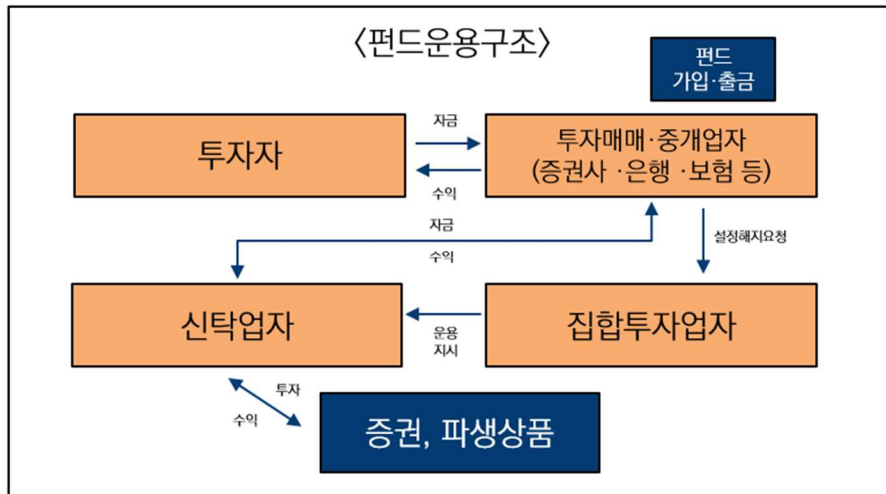 <펀드운용구조>
펀드
가입·출금
투자자
자금
수익
투자매매·중개업자
(증권사 ·은행 ·보험 등)
자금
수익
설정해지요청
신탁업자
운용
지시
집합투자업자
투자
수익
증권, 파생상품